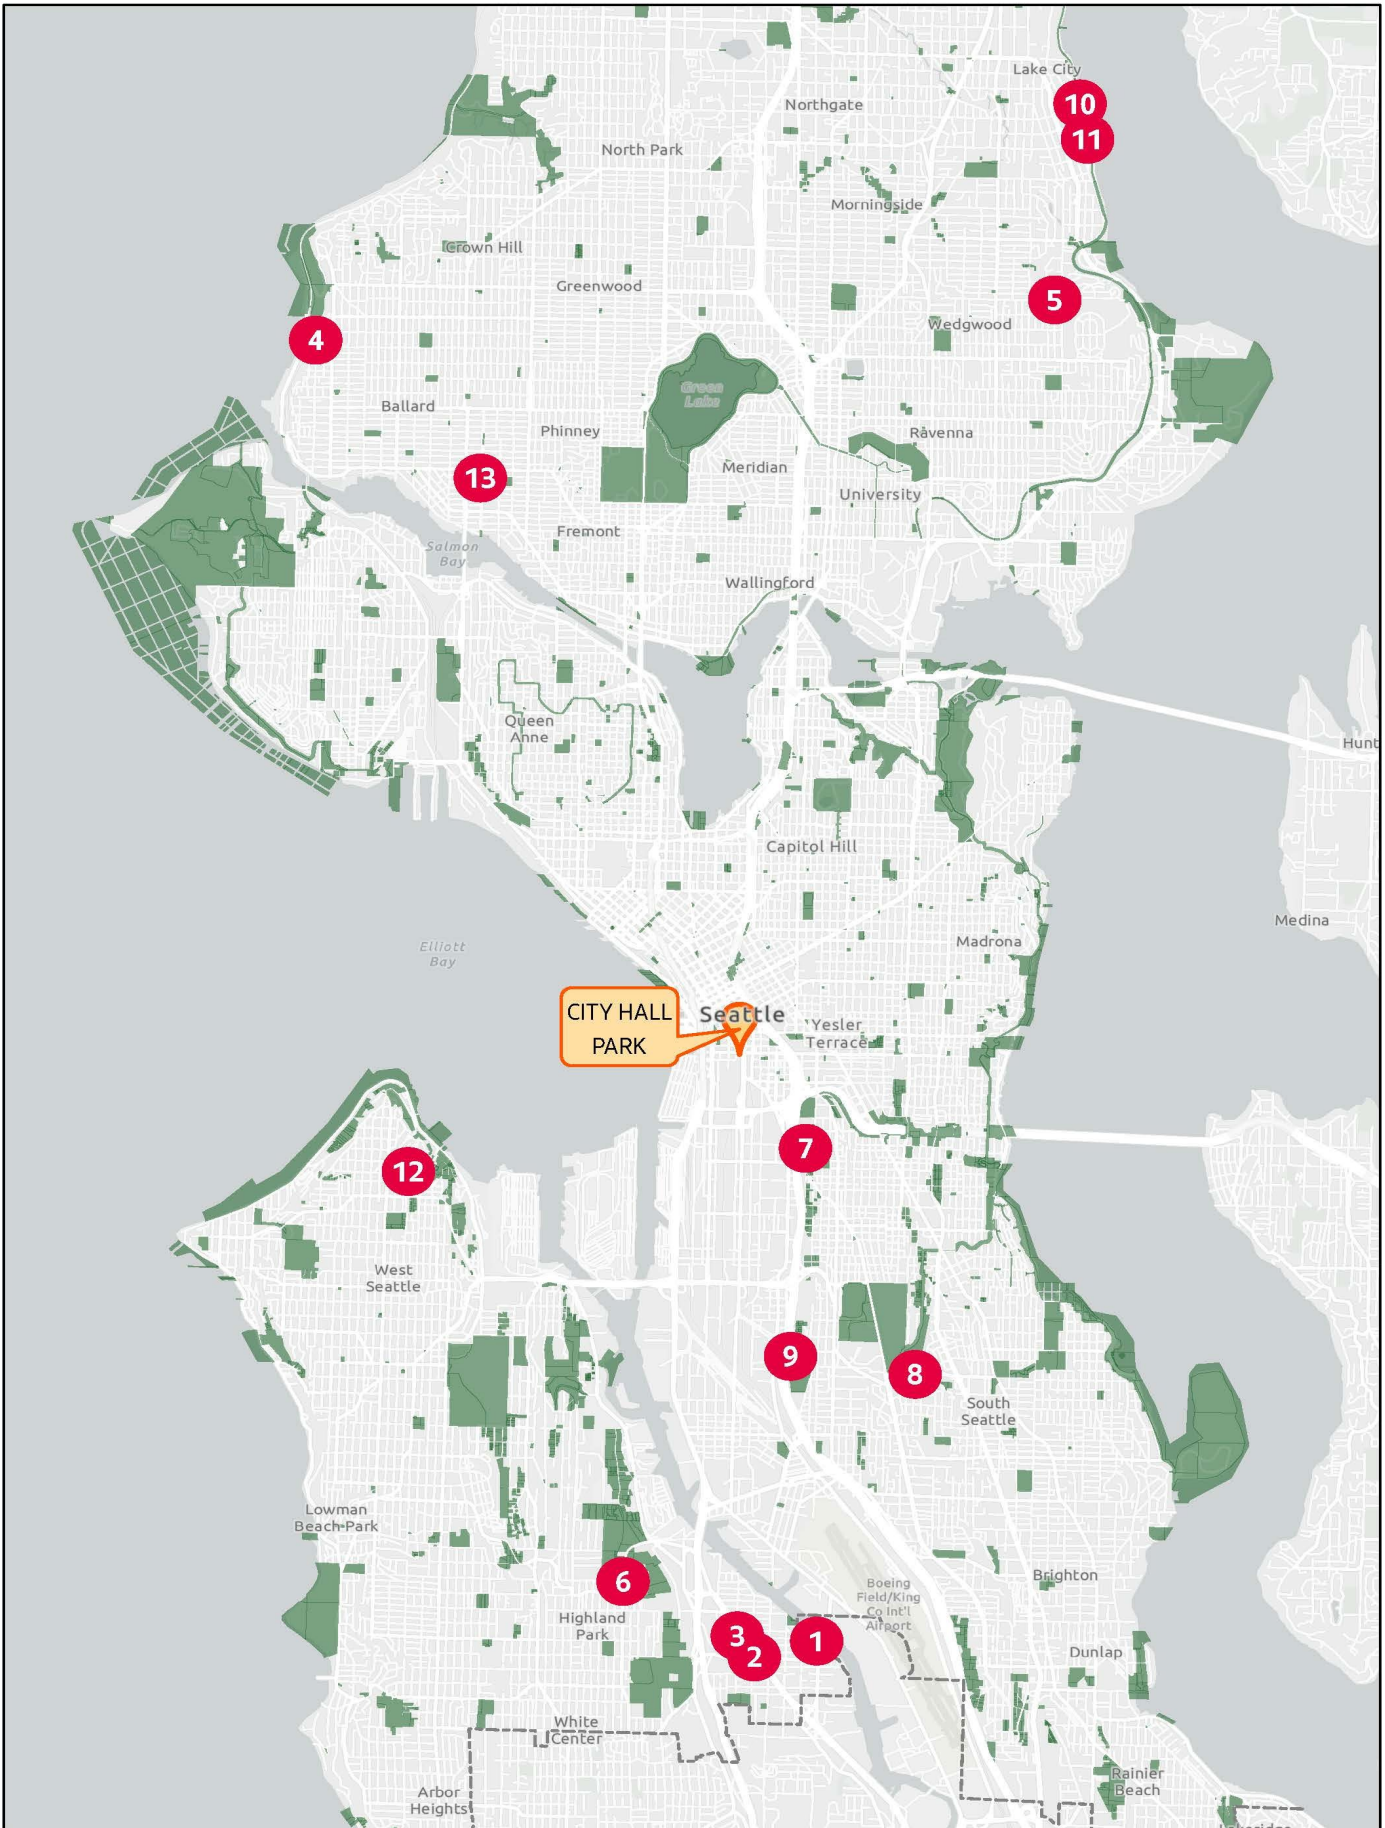 Lake City
10
Northgate
11
North Park
Morningside
Crown Hill
Greenwood
5
Wedgwood
4
Green
Lake
Ballard
Phinney
Ravenna
Meridian
13
University
Fremont
Salmon
Bay
Wallingford
Queen
Anne
Hunt
Capitol Hill
Medina
Madrona
Elliott
Bay
CITY HALL
PARK
Seattle
Yesler
Terrace
7
12
West
Seattle
9
8
South
Seattle
Lowman
Beach Park
Brighton
6
Boeing
Field/King
Co Int'l
Airport
Highland
Park
3
2
1
Dunlap
White
Center
Rainier
Beach
Arbor
Heights